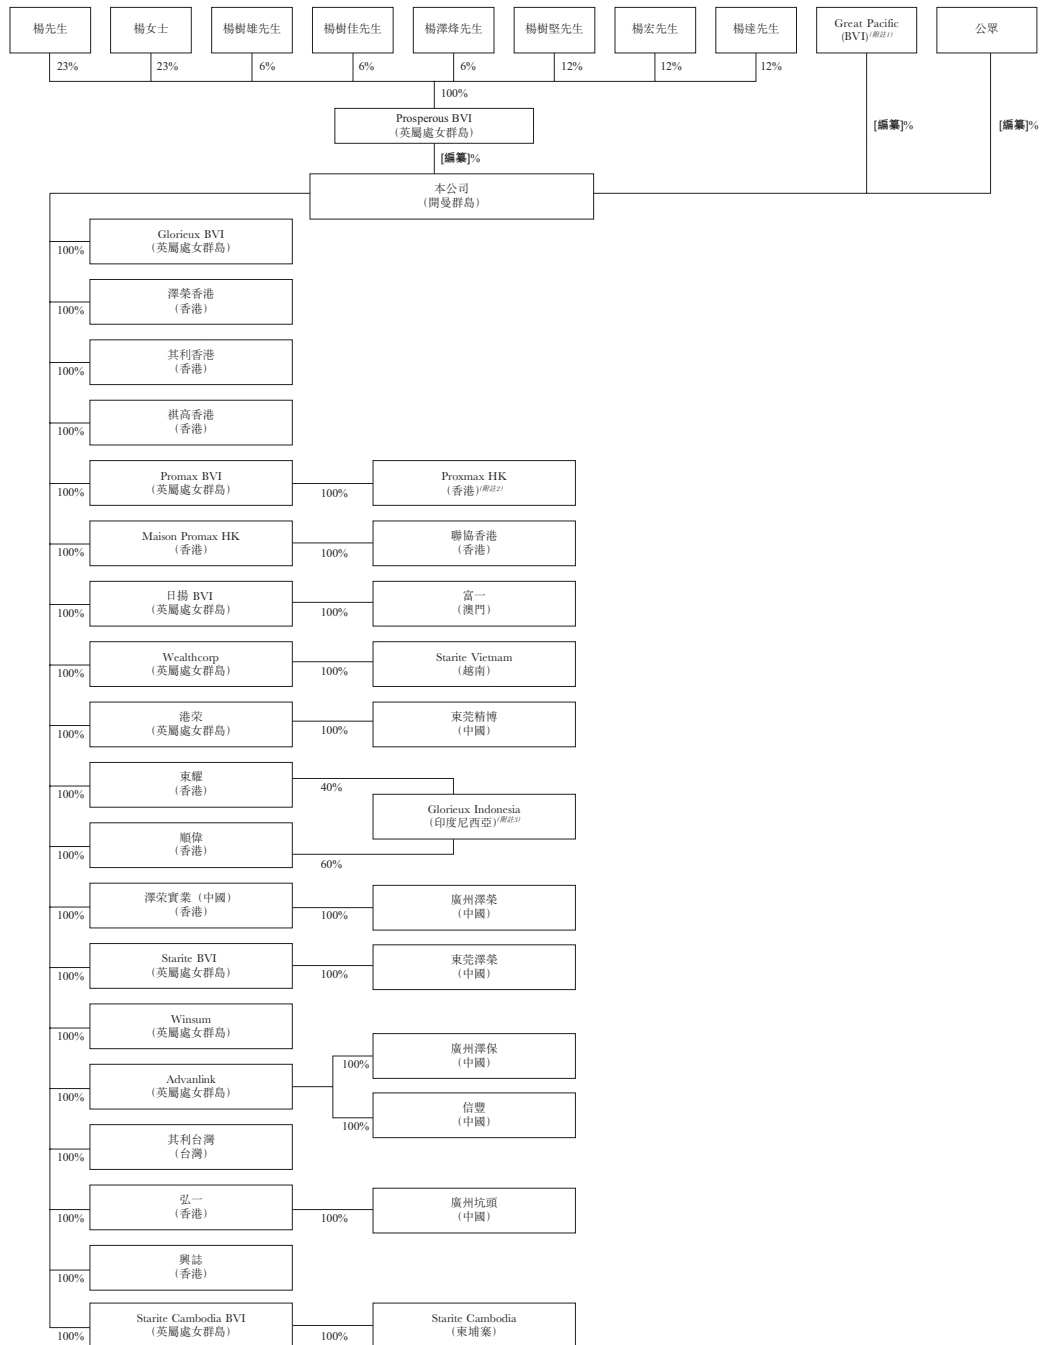 楊先生
楊女士
楊樹雄先生
楊樹佳先生
楊澤烽先生
楊樹堅先生
楊宏先生
楊達先生
Great Pacific
(BVI)(附註1)
公眾
23%
23%
6%
6%
6%
12%
12%
12%
100%
Prosperous BVI
(英屬處女群島)
[編纂]%
[編纂]%
[編纂]%
本公司
(開曼群島)
100%
Glorieux BVI
(英屬處女群島)
100%
澤榮香港
(香港)
100%
其利香港
(香港)
100%
祺高香港
(香港)
100%
Promax BVI
(英屬處女群島)
100%
Proxmax HK
(香港)(附註2)
100%
Maison Promax HK
(香港)
100%
聯協香港
(香港)
100%
日揚 BVI
(英屬處女群島)
100%
富一
(澳門)
100%
Wealthcorp
(英屬處女群島)
100%
Starite Vietnam
(越南)
100%
港荣
(英屬處女群島)
100%
東莞精博
(中國)
100%
東耀
(香港)
40%
Glorieux Indonesia
(印度尼西亞)(附註3)
100%
順偉
(香港)
60%
100%
澤荣實業(中國)
(香港)
100%
廣州澤榮
(中國)
100%
Starite BVI
(英屬處女群島)
100%
東莞澤榮
(中國)
100%
Winsum
(英屬處女群島)
100%
Advanlink
(英屬處女群島)
100%
廣州澤保
(中國)
100%
信豐
(中國)
100%
其利台灣
(台灣)
100%
弘一
(香港)
100%
廣州坑頭
(中國)
100%
興誌
(香港)
100%
Starite Cambodia BVI
(英屬處女群島)
100%
Starite Cambodia
(柬埔寨)